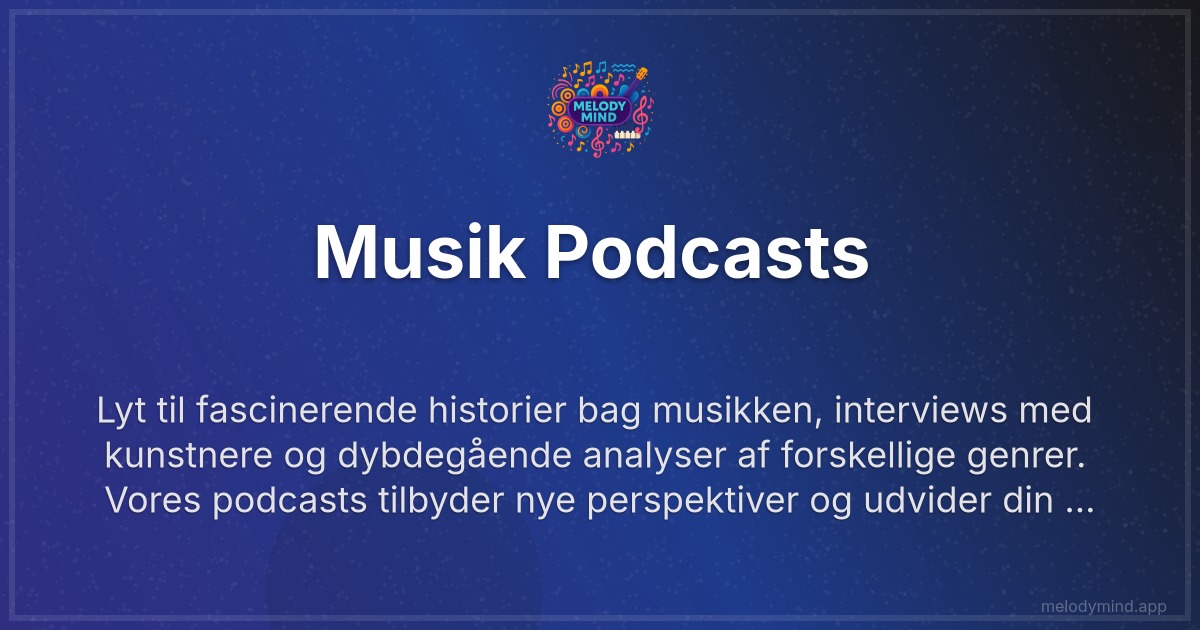 MELODY
MIND
Musik Podcasts
Lyt til fascinerende historier bag musikken, interviews med
kunstnere og dybdegående analyser af forskellige genrer.
Vores podcasts tilbyder nye perspektiver og udvider din ...
melodymind.app